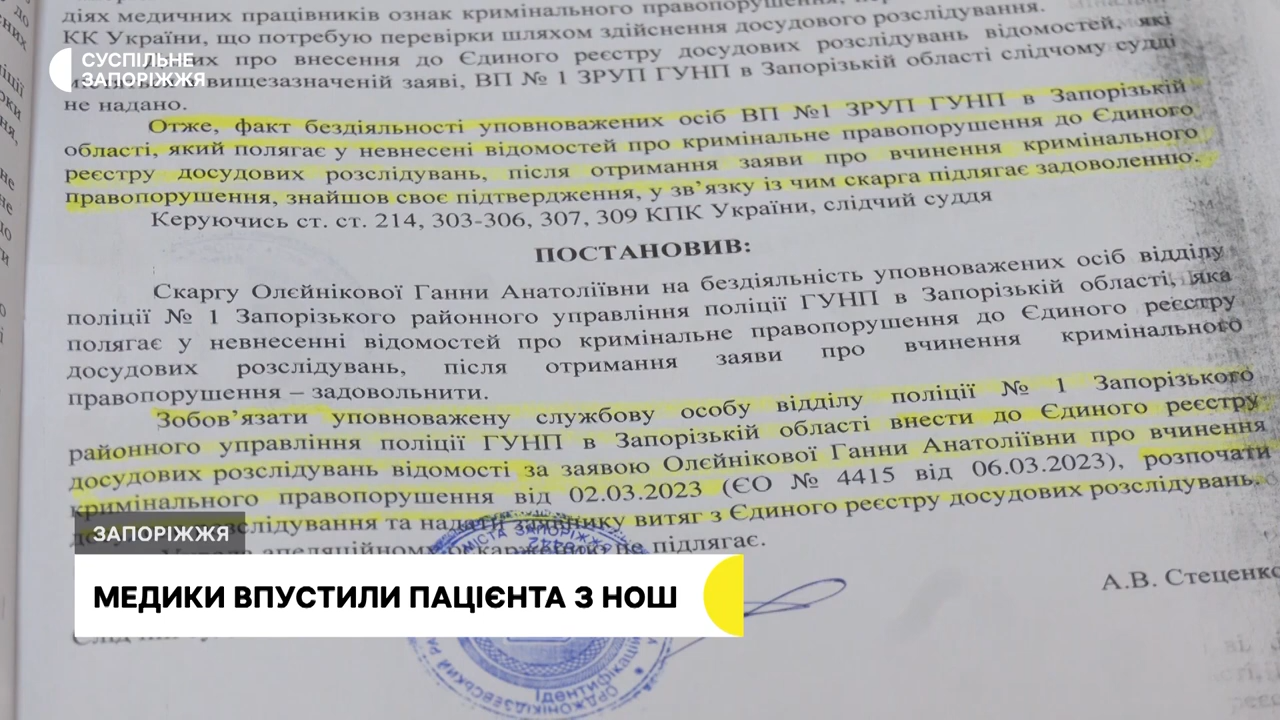 діях медичних працівників ознак кримінального правопорушення,
КК України, що потребую перевірки шляхом здійснення досудового розслідування.
про внесення до Єдиного реєстру досудових розслідувань відомостей, які
вищезазначеній заяві, ВП № 1 ЗРУП ГУНП в Запорізькій області слідчому судді
не надано.
СУСПІЛЬНЕ
ЗАПОРІЖЖЯ
Отже, факт бездіяльності уповноважених осіб ВП №1 ЗРУП ГУНП в Запорізькій
області, який полягає у невнесені відомостей про кримінальне правопорушення до Єдиного
реєстру досудових розслідувань, після отримання заяви про вчинення кримінального
правопорушення, знайшов своє підтвердження, у зв’язку із чим скарга підлягає задоволенню.
Керуючись ст. ст. 214, 303-306, 307, 309 КПК України, слідчий суддя
ПОСТАНОВИВ:
Скаргу Олєйнікової Ганни Анатоліївни на бездіяльність уповноважених осіб відділу
поліції № 1 Запорізького районного управління поліції ГУНП в Запорізькій області, яка
полягає у невнесенні відомостей про кримінальне правопорушення до Єдиного реєстру
досудових розслідувань, після отримання заяви про вчинення кримінального
правопорушення – задовольнити.
Зобов’язати уповноважену службову особу відділу поліції № 1 Запорізького
районного управління поліції ГУНП в Запорізькій області внести до Єдиного реєстру
досудових розслідувань відомості за заявою Олєйнікової Ганни Анатоліївни про вчинення
кримінального правопорушення від 02.03.2023 (ЄО № 4415 від 06.03.2023), розпочати
розслідування та надати заявнику витяг з Єдиного реєстру досудових розслідувань.
не підлягає.
А.В. Стеценко
ЗАПОРІЖЖЯ
МЕДИКИ ВПУСТИЛИ ПАЦІЄНТА З НОШ
МІСТА ЗАПОРІЖЖЯ
Ідентифікаційний
ОРДЖОНІКІДЗЕВСЬКИЙ